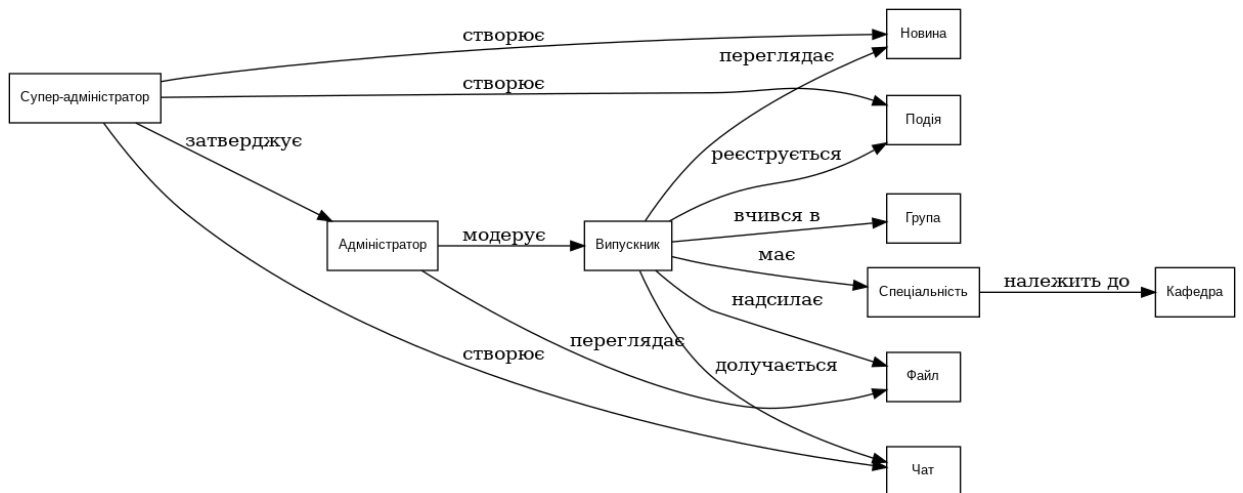 створює
Новина
переглядає
Супер-адміністратор
створює
Подія
затверджує
реєструється
вчився в
Група
Адміністратор
модерує
Випускник
має
Спеціальність
належить до
Кафедра
надсилає
переглядає
створює
долучається
Файл
Чат